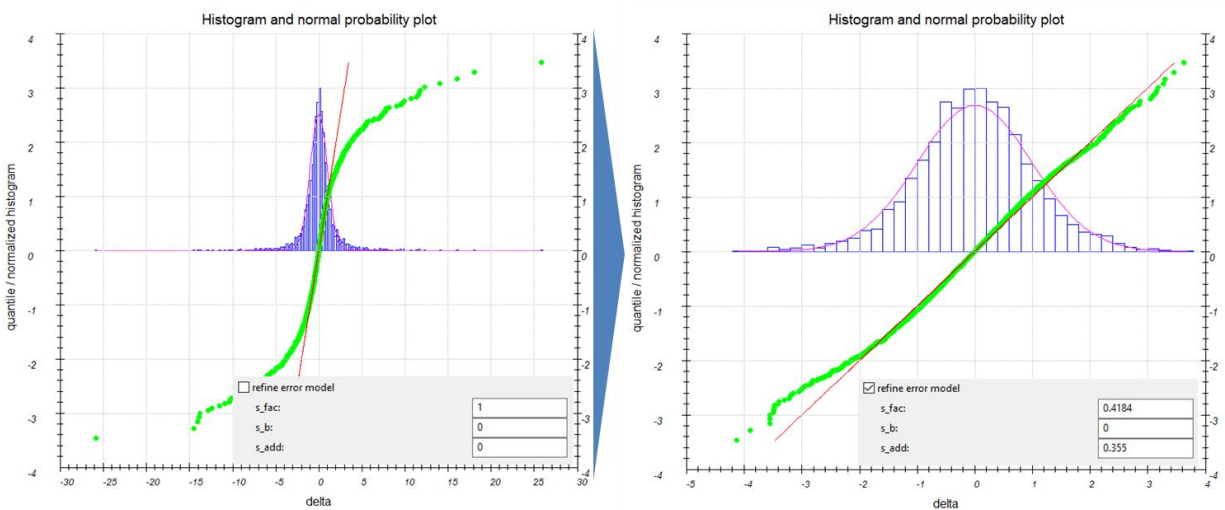 Histogram and normal probability plot
4
3
2
1
0
-1
-2
-3
-4
quantile / normalized histogram
4
3
2
1
0
-1
-2
-3
-4
refine error model
s_fac: 1
s_b: 0
s_add: 0
-30 -25 -20 -15 -10 -5 0 5 10 15 20 25 30
delta
Histogram and normal probability plot
4
3
2
1
0
-1
-2
-3
-4
quantile / normalized histogram
4
3
2
1
0
-1
-2
-3
-4
refine error model
s_fac: 0.4184
s_b: 0
s_add: 0.355
-5 -4 -3 -2 -1 0 1 2 3 4
delta